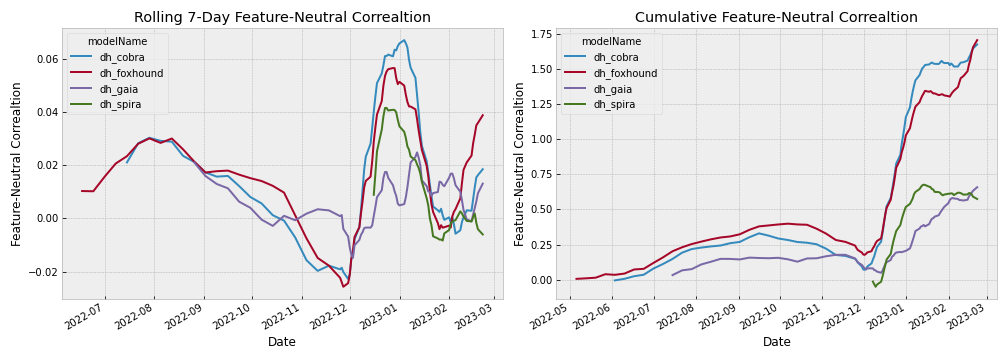 Rolling 7-Day Feature-Neutral Correaltion
Feature-Neutral Correaltion
0.06
0.04
0.02
0.00
−0.02
modelName
dh_cobra
dh_foxhound
dh_gaia
dh_spira
2022-07
2022-08
2022-09
2022-10
2022-11
2022-12
2023-01
2023-02
2023-03
Date
Cumulative Feature-Neutral Correaltion
Feature-Neutral Correaltion
1.75
1.50
1.25
1.00
0.75
0.50
0.25
0.00
modelName
dh_cobra
dh_foxhound
dh_gaia
dh_spira
2022-05
2022-06
2022-07
2022-08
2022-09
2022-10
2022-11
2022-12
2023-01
2023-02
2023-03
Date